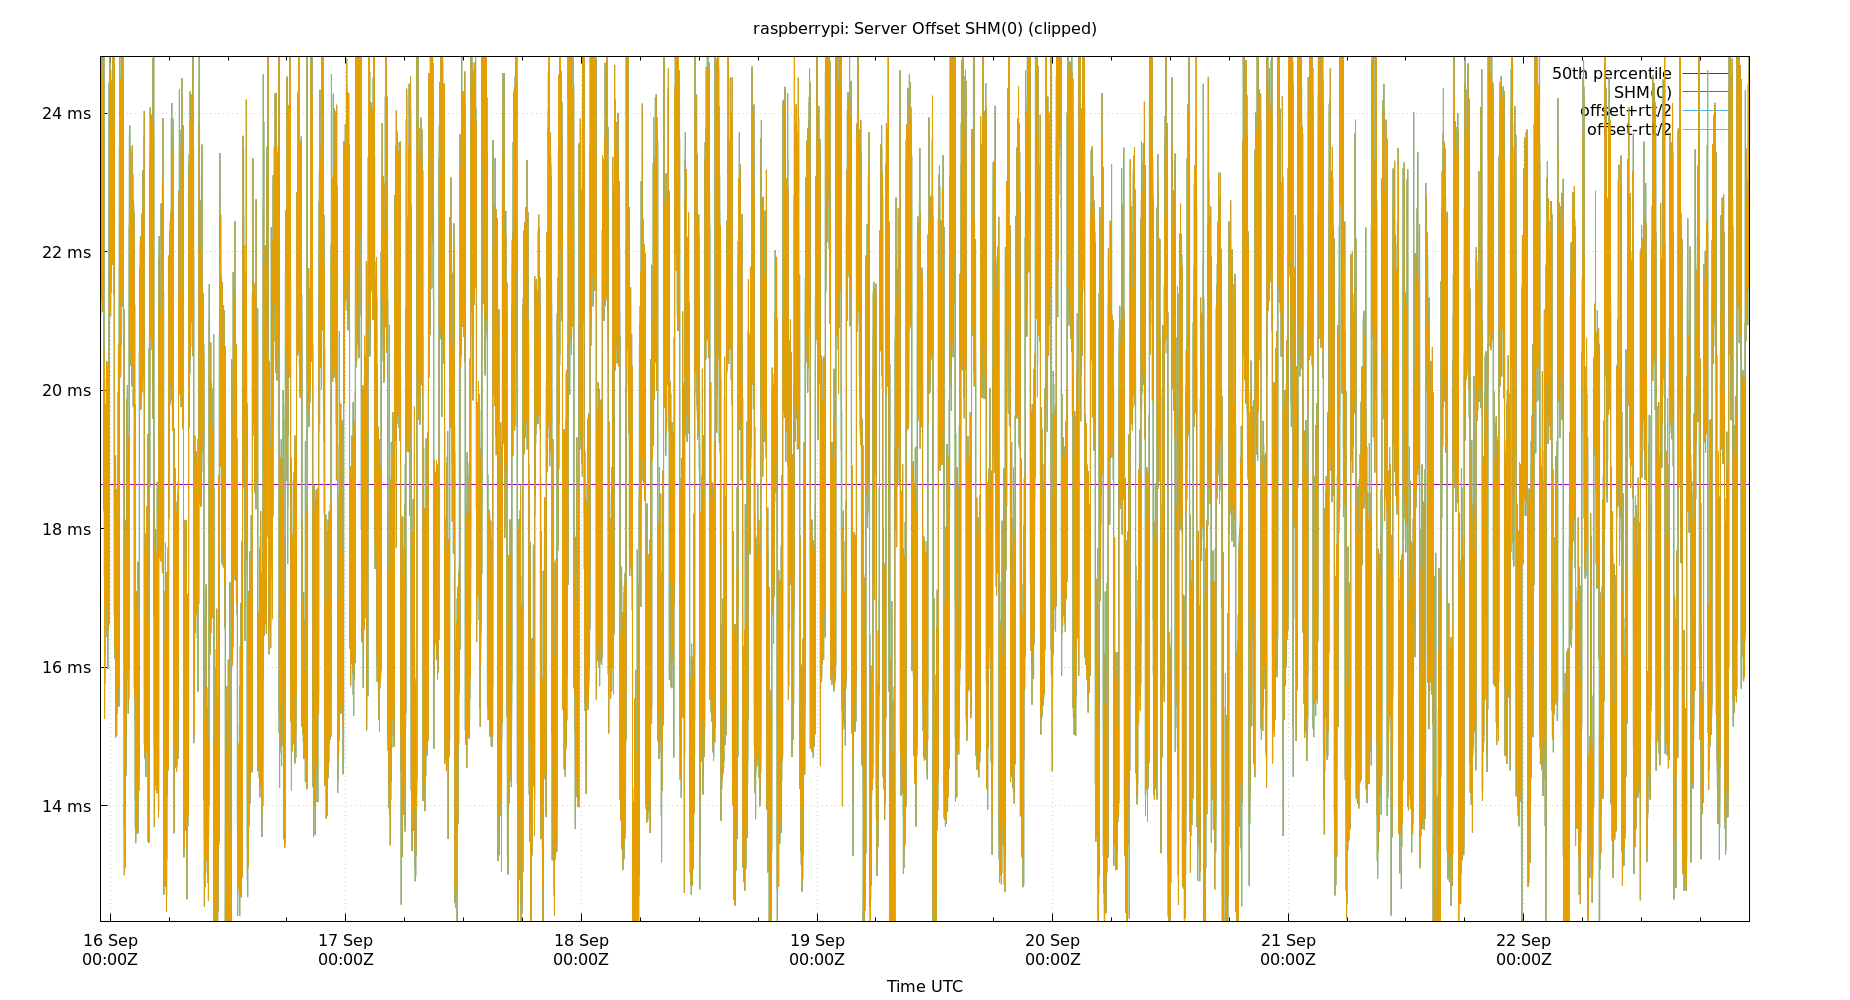 raspberrypi: Server Offset SHM(0) (clipped)
50th percentile
SHM(0)
offset+rtt/2
offset-rtt/2
24 ms
22 ms
20 ms
18 ms
16 ms
14 ms
16 Sep 17 Sep 18 Sep 19 Sep 20 Sep 21 Sep 22 Sep
00:00Z 00:00Z 00:00Z 00:00Z 00:00Z 00:00Z 00:00Z
Time UTC